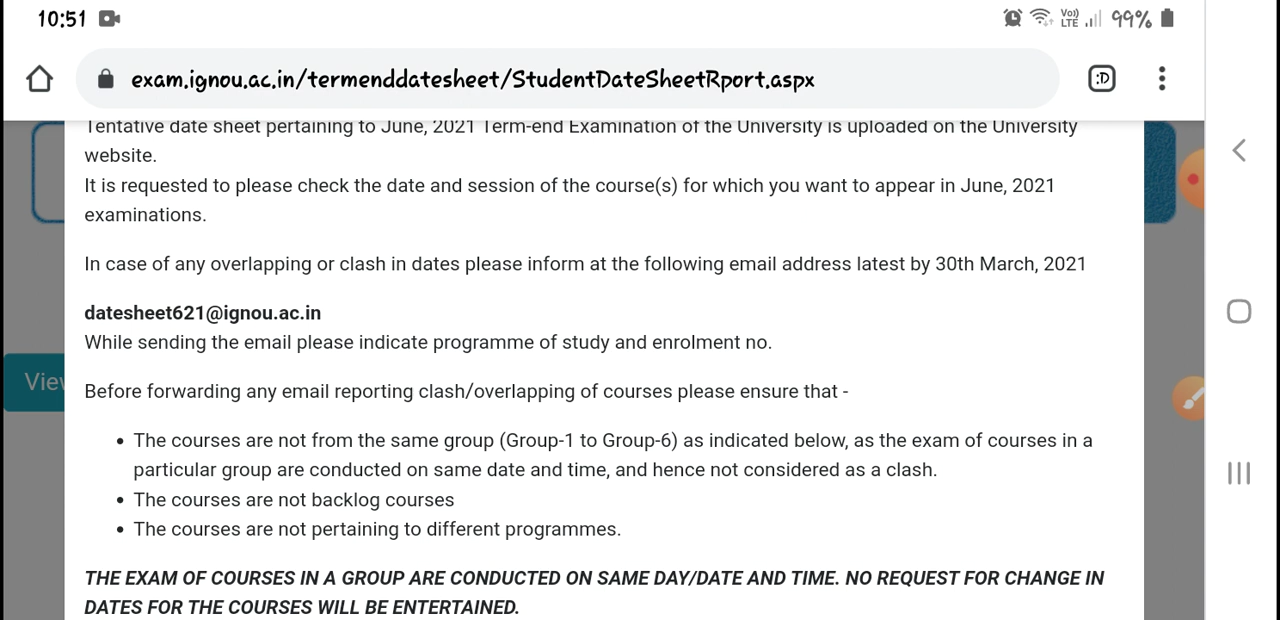 10:51
Vo)) LTE 99%
exam.ignou.ac.in/termenddatesheet/StudentDateSheetRport.aspx
:D
Tentative date sheet pertaining to June, 2021 Term-end Examination of the University is uploaded on the University
website.
It is requested to please check the date and session of the course(s) for which you want to appear in June, 2021
examinations.
In case of any overlapping or clash in dates please inform at the following email address latest by 30th March, 2021
datesheet621@ignou.ac.in
While sending the email please indicate programme of study and enrolment no.
View
Before forwarding any email reporting clash/overlapping of courses please ensure that -
• The courses are not from the same group (Group-1 to Group-6) as indicated below, as the exam of courses in a
particular group are conducted on same date and time, and hence not considered as a clash.
• The courses are not backlog courses
• The courses are not pertaining to different programmes.
THE EXAM OF COURSES IN A GROUP ARE CONDUCTED ON SAME DAY/DATE AND TIME. NO REQUEST FOR CHANGE IN
DATES FOR THE COURSES WILL BE ENTERTAINED.